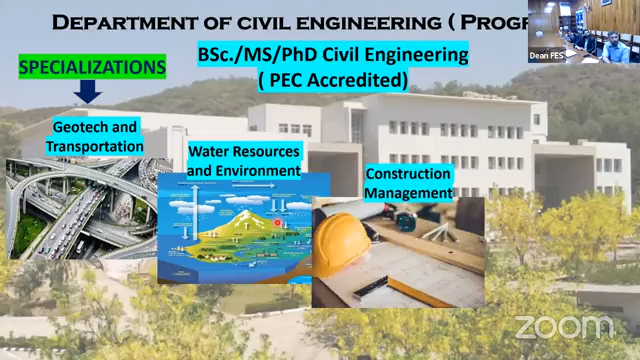 DEPARTMENT OF CIVIL ENGINEERING ( PROGR
BSc./MS/PhD Civil Engineering
( PEC Accredited)
SPECIALIZATIONS
Geotech and
Transportation
Water Resources
and Environment
Construction
Management
Dean FES
zoom